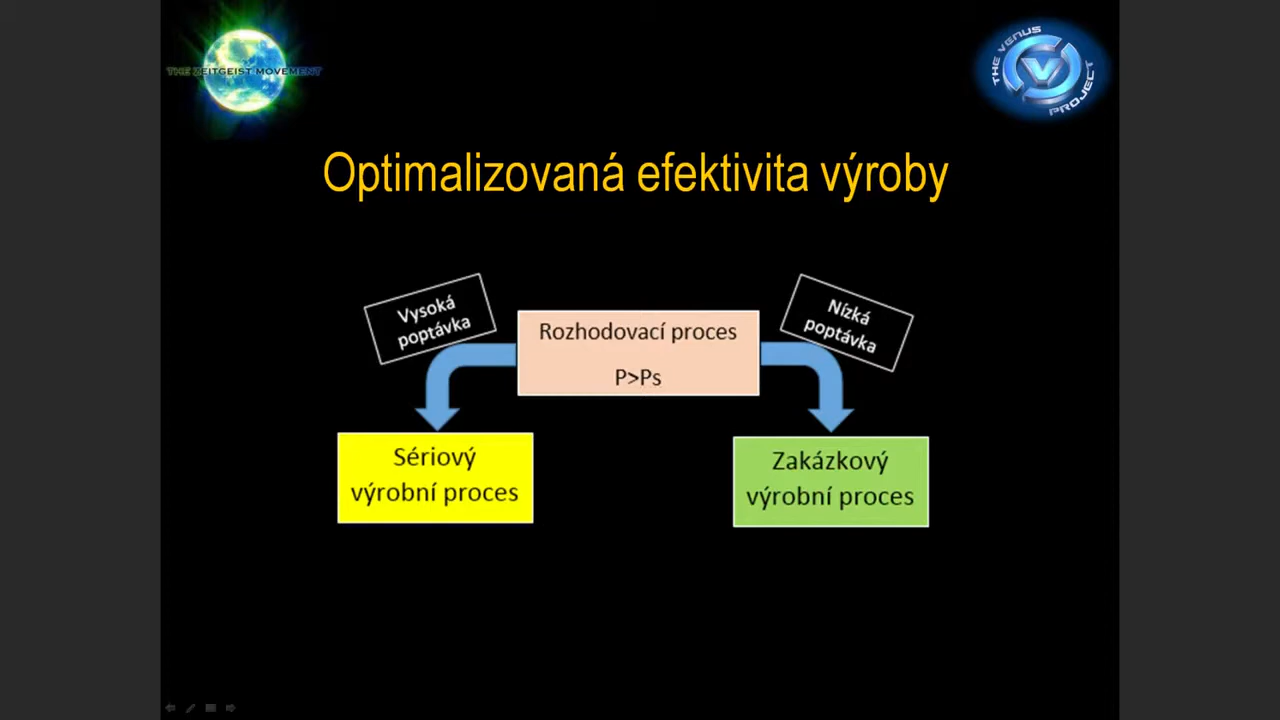 THE ZEITGEIST MOVEMENT
THE VENUS
PROJECT
Optimalizovaná efektivita výroby
Vysoká
poptávka
Rozhodovací proces
P>Ps
Nízká
poptávka
Sériový
výrobní proces
Zakázkový
výrobní proces